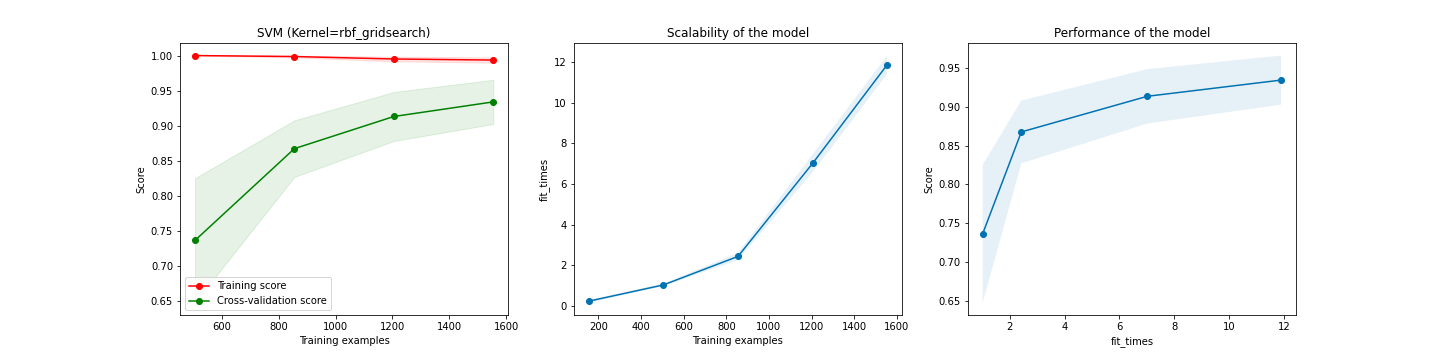 SVM (Kernel=rbf_gridsearch)
1.00
0.95
0.90
0.85
0.80
0.75
0.70
0.65
Score
Training score
Cross-validation score
600 800 1000 1200 1400 1600
Training examples
Scalability of the model
12
10
8
6
4
2
0
fit_times
200 400 600 800 1000 1200 1400 1600
Training examples
Performance of the model
0.95
0.90
0.85
0.80
0.75
0.70
0.65
Score
2 4 6 8 10 12
fit_times